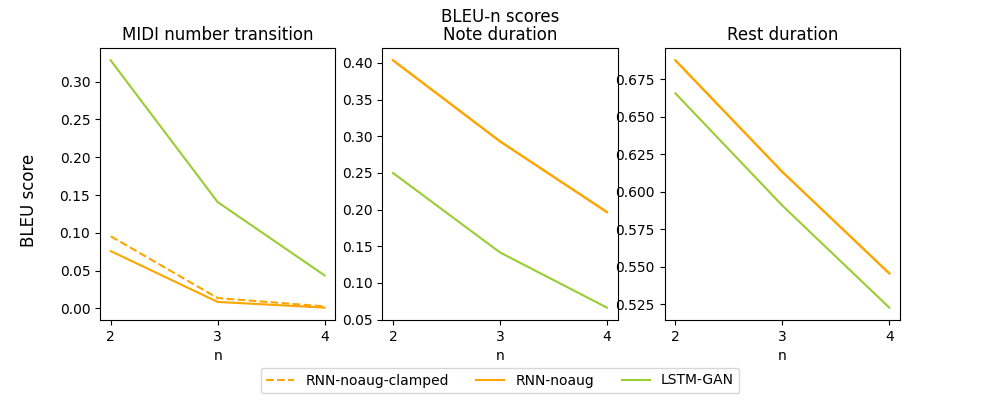 BLEU-n scores
MIDI number transition
Note duration
Rest duration
BLEU score
0.30
0.25
0.20
0.15
0.10
0.05
0.00
2 3 4
n
0.40
0.35
0.30
0.25
0.20
0.15
0.10
0.05
2 3 4
n
0.675
0.650
0.625
0.600
0.575
0.550
0.525
2 3 4
n
RNN-noaug-clamped RNN-noaug LSTM-GAN